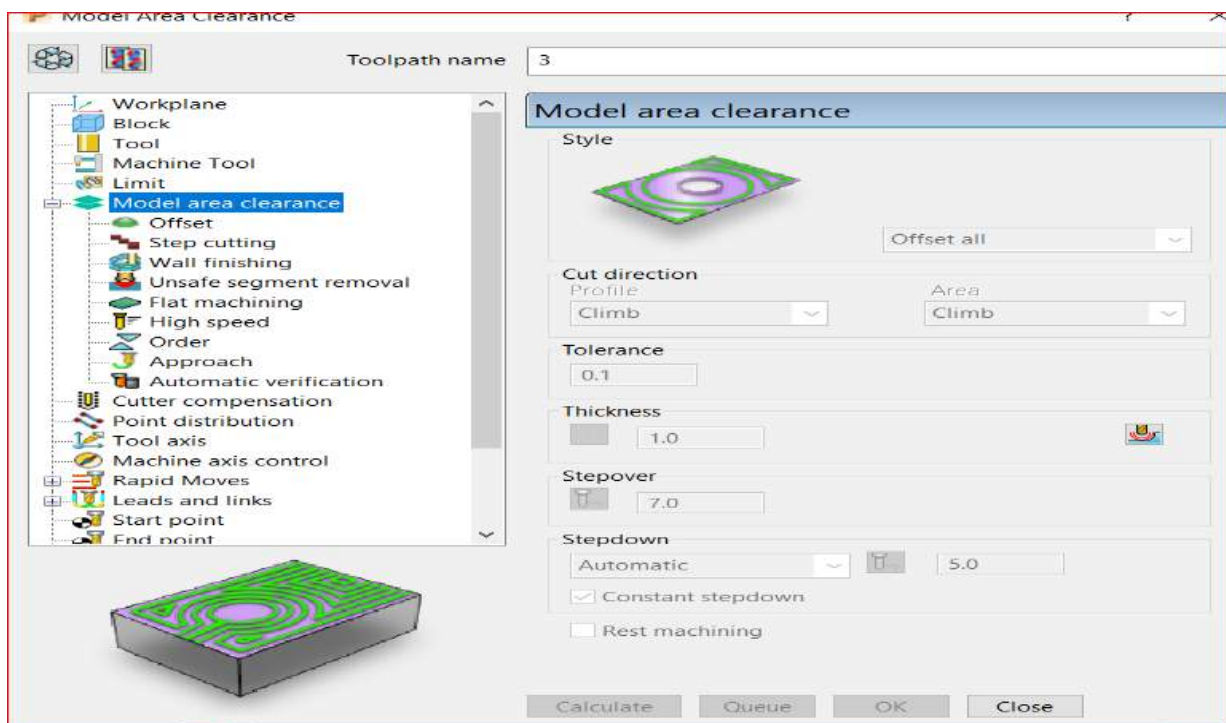 Model Area Clearance ?
Toolpath name 3
Workplane
Block
Tool
Machine Tool
Limit
Model area clearance
Offset
Step cutting
Wall finishing
Unsafe segment removal
Flat machining
High speed
Order
Approach
Automatic verification
Cutter compensation
Point distribution
Tool axis
Machine axis control
Rapid Moves
Leads and links
Start point
End point
Model area clearance
Style
Offset all
Cut direction
Profile Area
Climb Climb
Tolerance
0.1
Thickness
1.0
Stepover
7.0
Stepdown
Automatic 5.0
Constant stepdown
Rest machining
Calculate Queue OK Close